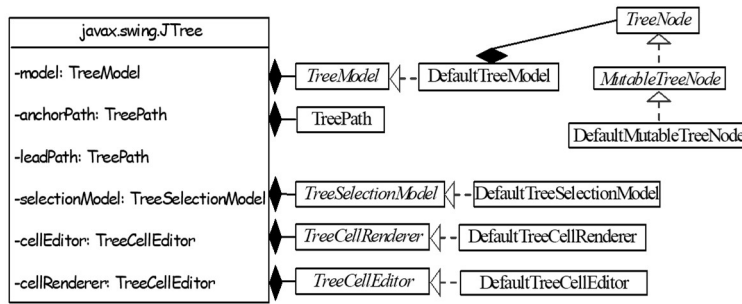 javax.swing.JTree
-model: TreeModel
-anchorPath: TreePath
-leadPath: TreePath
-selectionModel: TreeSelectionModel
-cellEditor: TreeCellEditor
-cellRenderer: TreeCellEditor
TreeModel
DefaultTreeModel
TreeNode
MutableTreeNode
DefaultMutableTreeNode
TreePath
TreeSelectionModel
DefaultTreeSelectionModel
TreeCellRenderer
DefaultTreeCellRenderer
TreeCellEditor
DefaultTreeCellEditor